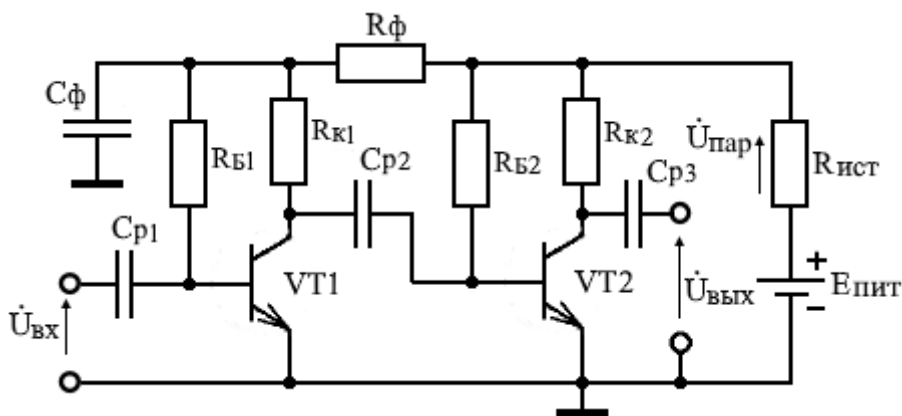 Rф
Cф
RБ1
Rк1
Cр2
RБ2
Rк2
Cр3
U̇пар
Rист
Cр1
VT1
VT2
U̇вх
U̇вых
+
Eпит
−